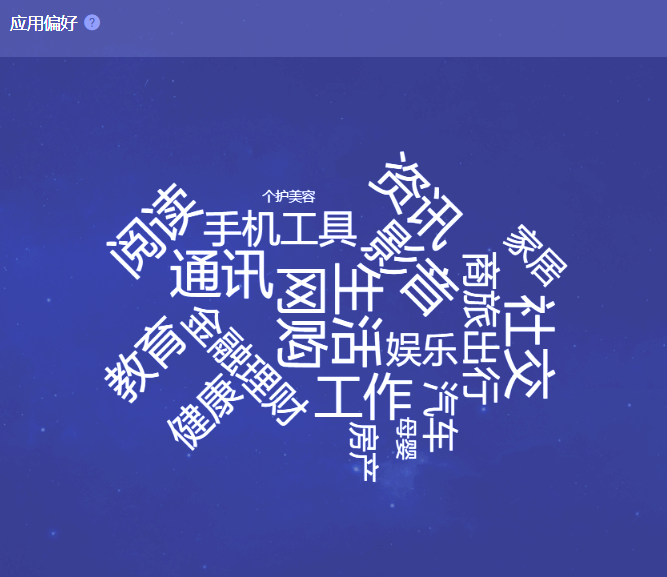 应用偏好 ?
个护美容
资讯
阅读
手机工具
影音
家居
通讯
网购
生活
商旅出行
社交
金融理财
教育
娱乐
健康
工作
汽车
房产
母婴